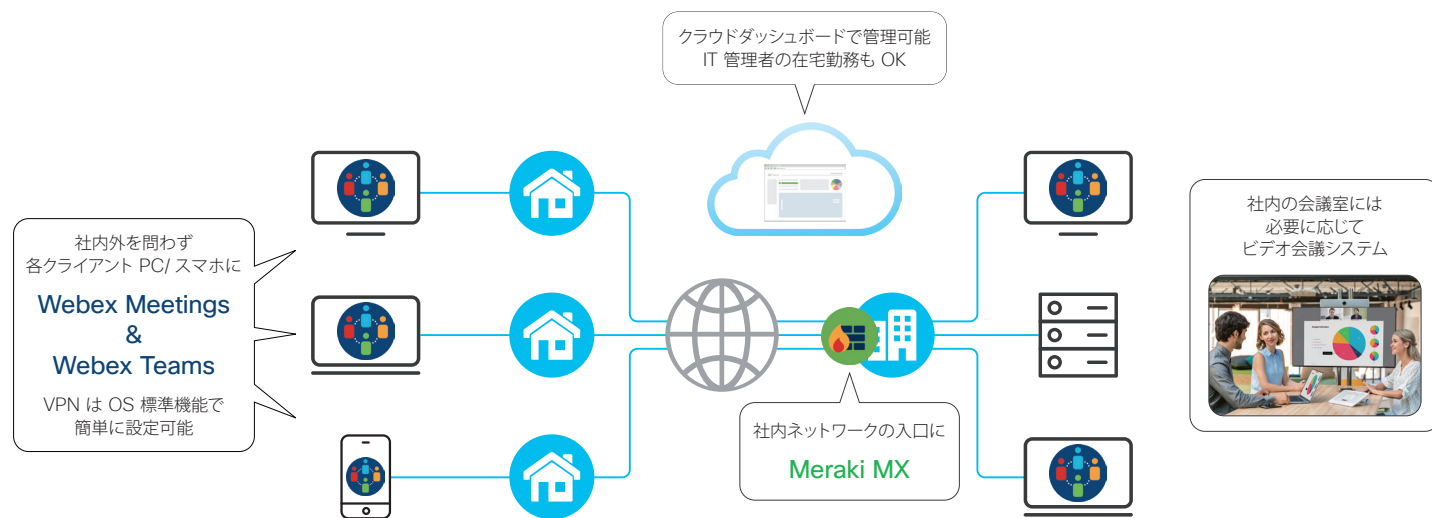 クラウドダッシュボードで管理可能
IT 管理者の在宅勤務も OK
社内外を問わず
各クライアント PC/ スマホに
Webex Meetings
&
Webex Teams
VPN は OS 標準機能で
簡単に設定可能
社内ネットワークの入口に
Meraki MX
社内の会議室には
必要に応じて
ビデオ会議システム